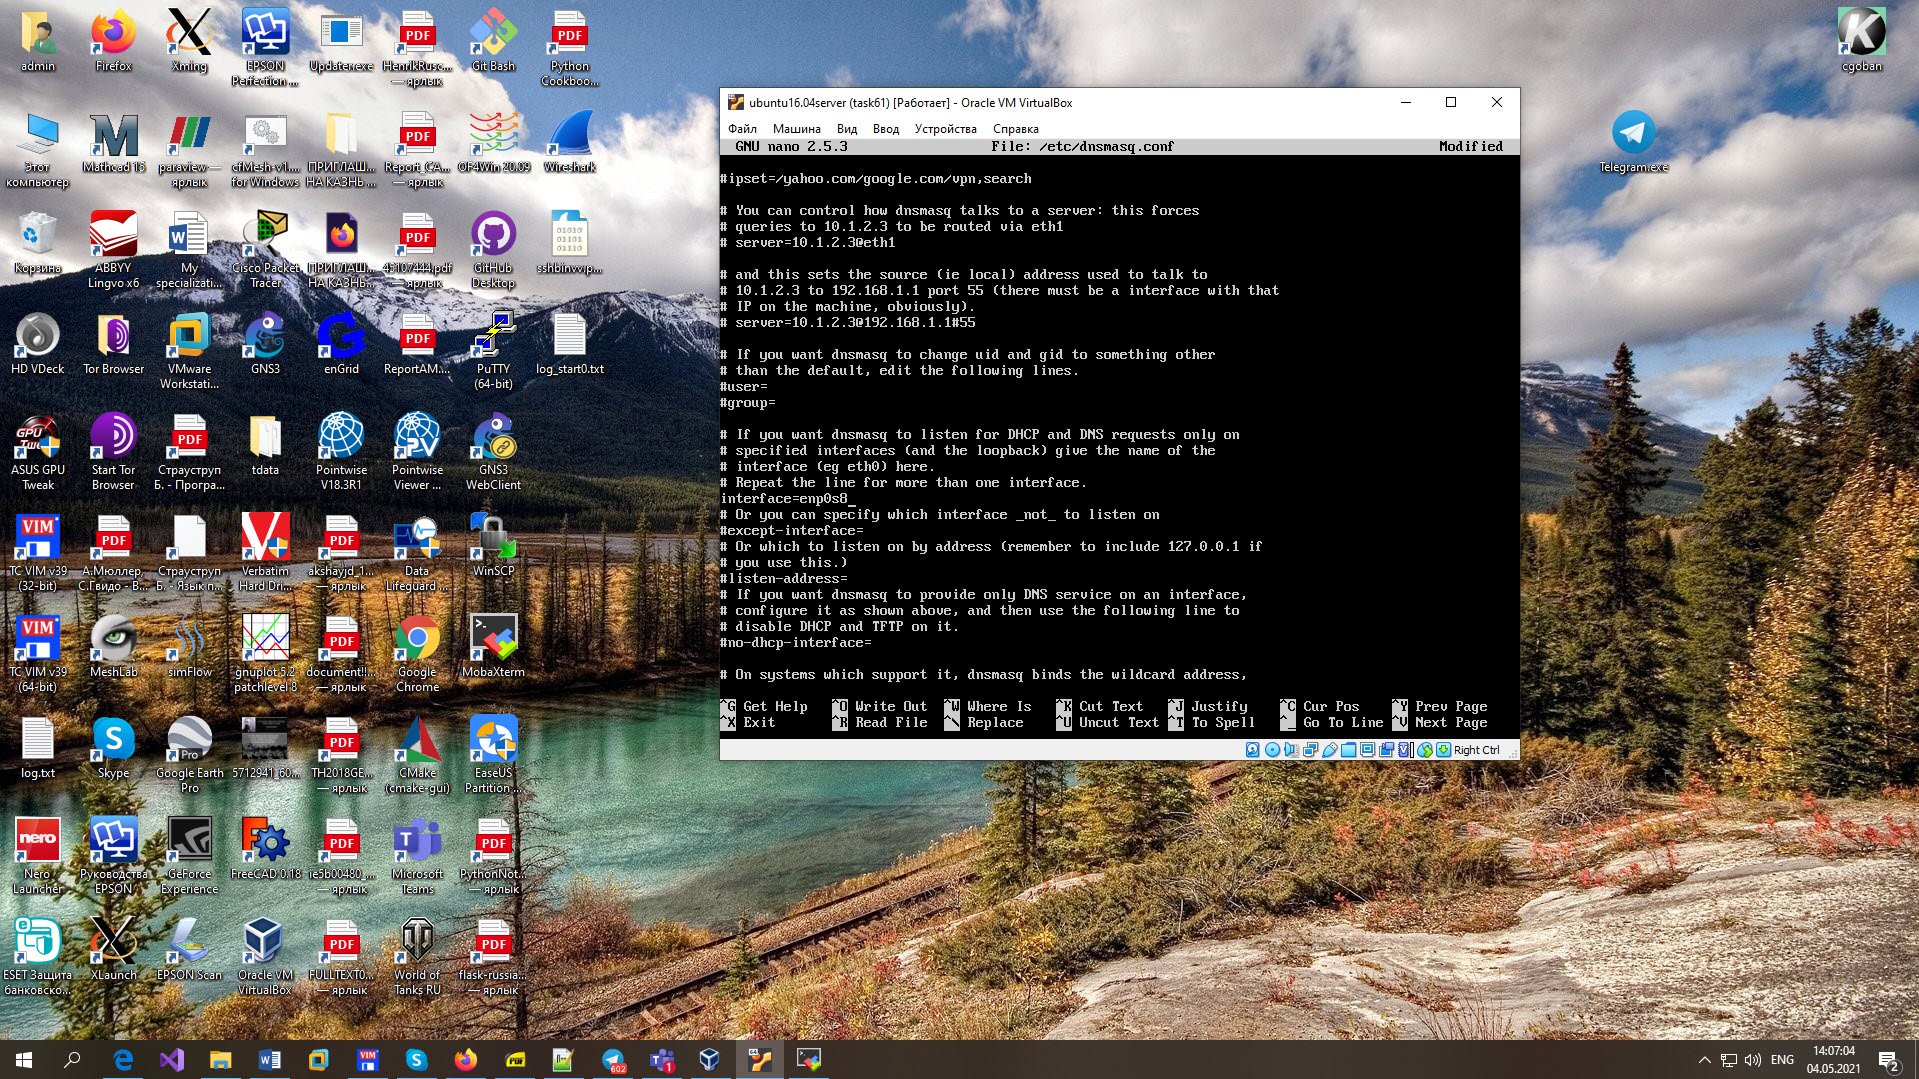 admin
Firefox
Xming
EPSON
Perfection ...
Updater.exe
HenrikRusc...
— ярлык
Git Bash
Python
Cookboo...
cgoban
Этот
компьютер
Mathcad 15
paraview—
ярлык
cfMesh-v1....
for Windows
ПРИГЛАШ...
НА КАЗНЬ ...
Report_CA...
— ярлык
OF4Win 20.09
Wireshark
Telegram.exe
Корзина
ABBYY
Lingvo x6
My
specializati...
Cisco Packet
Tracer
ПРИГЛАШ...
НА КАЗНЬ...
45107444.pdf
— ярлык
GitHub
Desktop
sshbinvv.p...
HD VDeck
Tor Browser
VMware
Workstati...
GNS3
enGrid
ReportAM....
PuTTY
(64-bit)
log_start0.txt
ASUS GPU
Tweak
Start Tor
Browser
Страуструп
Б. - Програ...
tdata
Pointwise
V18.3R1
Pointwise
Viewer ...
GNS3
WebClient
TC VIM v39
(32-bit)
А.Мюллер,
С.Гвидо - В...
Страуструп
Б. - Язык п...
Verbatim
Hard Dri...
akshayjd_1...
— ярлык
Data
Lifeguard ...
WinSCP
TC VIM v39
(64-bit)
MeshLab
simFlow
gnuplot 5.2
patchlevel 8
document!!...
— ярлык
Google
Chrome
MobaXterm
log.txt
Skype
Google Earth
Pro
5712941_60...
TH2018GE...
— ярлык
CMake
(cmake-gui)
EaseUS
Partition ...
Nero
Launcher
Руководства
EPSON
GeForce
Experience
FreeCAD 0.18
ie5b00480_...
— ярлык
Microsoft
Teams
PythonNot...
— ярлык
ESET Защита
банковско...
XLaunch
EPSON Scan
Oracle VM
VirtualBox
FULLTEXT0...
— ярлык
World of
Tanks RU
flask-russia...
— ярлык
ubuntu16.04server (task61) [Работает] - Oracle VM VirtualBox
Файл Машина Вид Ввод Устройства Справка
GNU nano 2.5.3 File: /etc/dnsmasq.conf Modified
#ipset=/yahoo.com/google.com/vpn,search
# You can control how dnsmasq talks to a server: this forces
# queries to 10.1.2.3 to be routed via eth1
# server=10.1.2.3@eth1
# and this sets the source (ie local) address used to talk to
# 10.1.2.3 to 192.168.1.1 port 55 (there must be a interface with that
# IP on the machine, obviously).
# server=10.1.2.3@192.168.1.1#55
# If you want dnsmasq to change uid and gid to something other
# than the default, edit the following lines.
#user=
#group=
# If you want dnsmasq to listen for DHCP and DNS requests only on
# specified interfaces (and the loopback) give the name of the
# interface (eg eth0) here.
# Repeat the line for more than one interface.
interface=enp0s8_
# Or you can specify which interface _not_ to listen on
#except-interface=
# Or which to listen on by address (remember to include 127.0.0.1 if
# you use this.)
#listen-address=
# If you want dnsmasq to provide only DNS service on an interface,
# configure it as shown above, and then use the following line to
# disable DHCP and TFTP on it.
#no-dhcp-interface=
# On systems which support it, dnsmasq binds the wildcard address,
^G Get Help ^O Write Out ^W Where Is ^K Cut Text ^J Justify ^C Cur Pos ^Y Prev Page
^X Exit ^R Read File ^\ Replace ^U Uncut Text ^T To Spell ^_ Go To Line ^V Next Page
Right Ctrl
ENG
14:07:04
04.05.2021